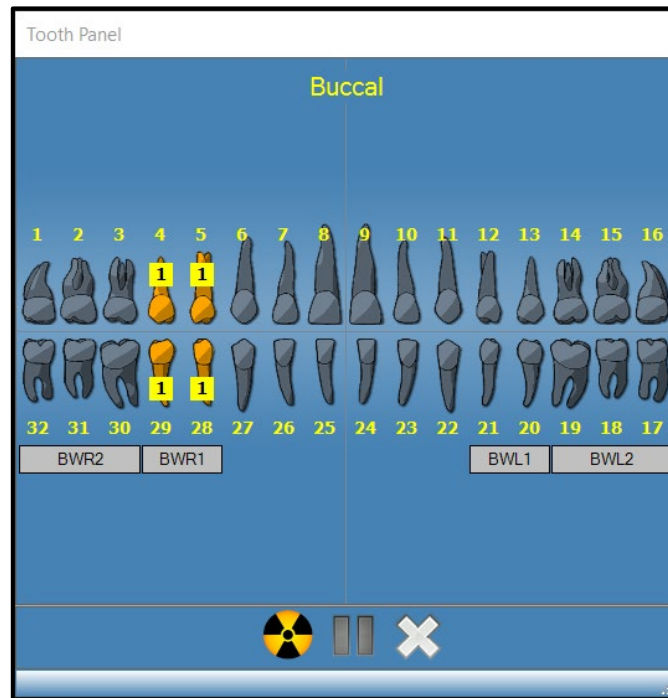 Tooth Panel
Buccal
1 2 3 4 5 6 7 8 9 10 11 12 13 14 15 16
1 1
1 1
32 31 30 29 28 27 26 25 24 23 22 21 20 19 18 17
BWR2 BWR1 BWL1 BWL2